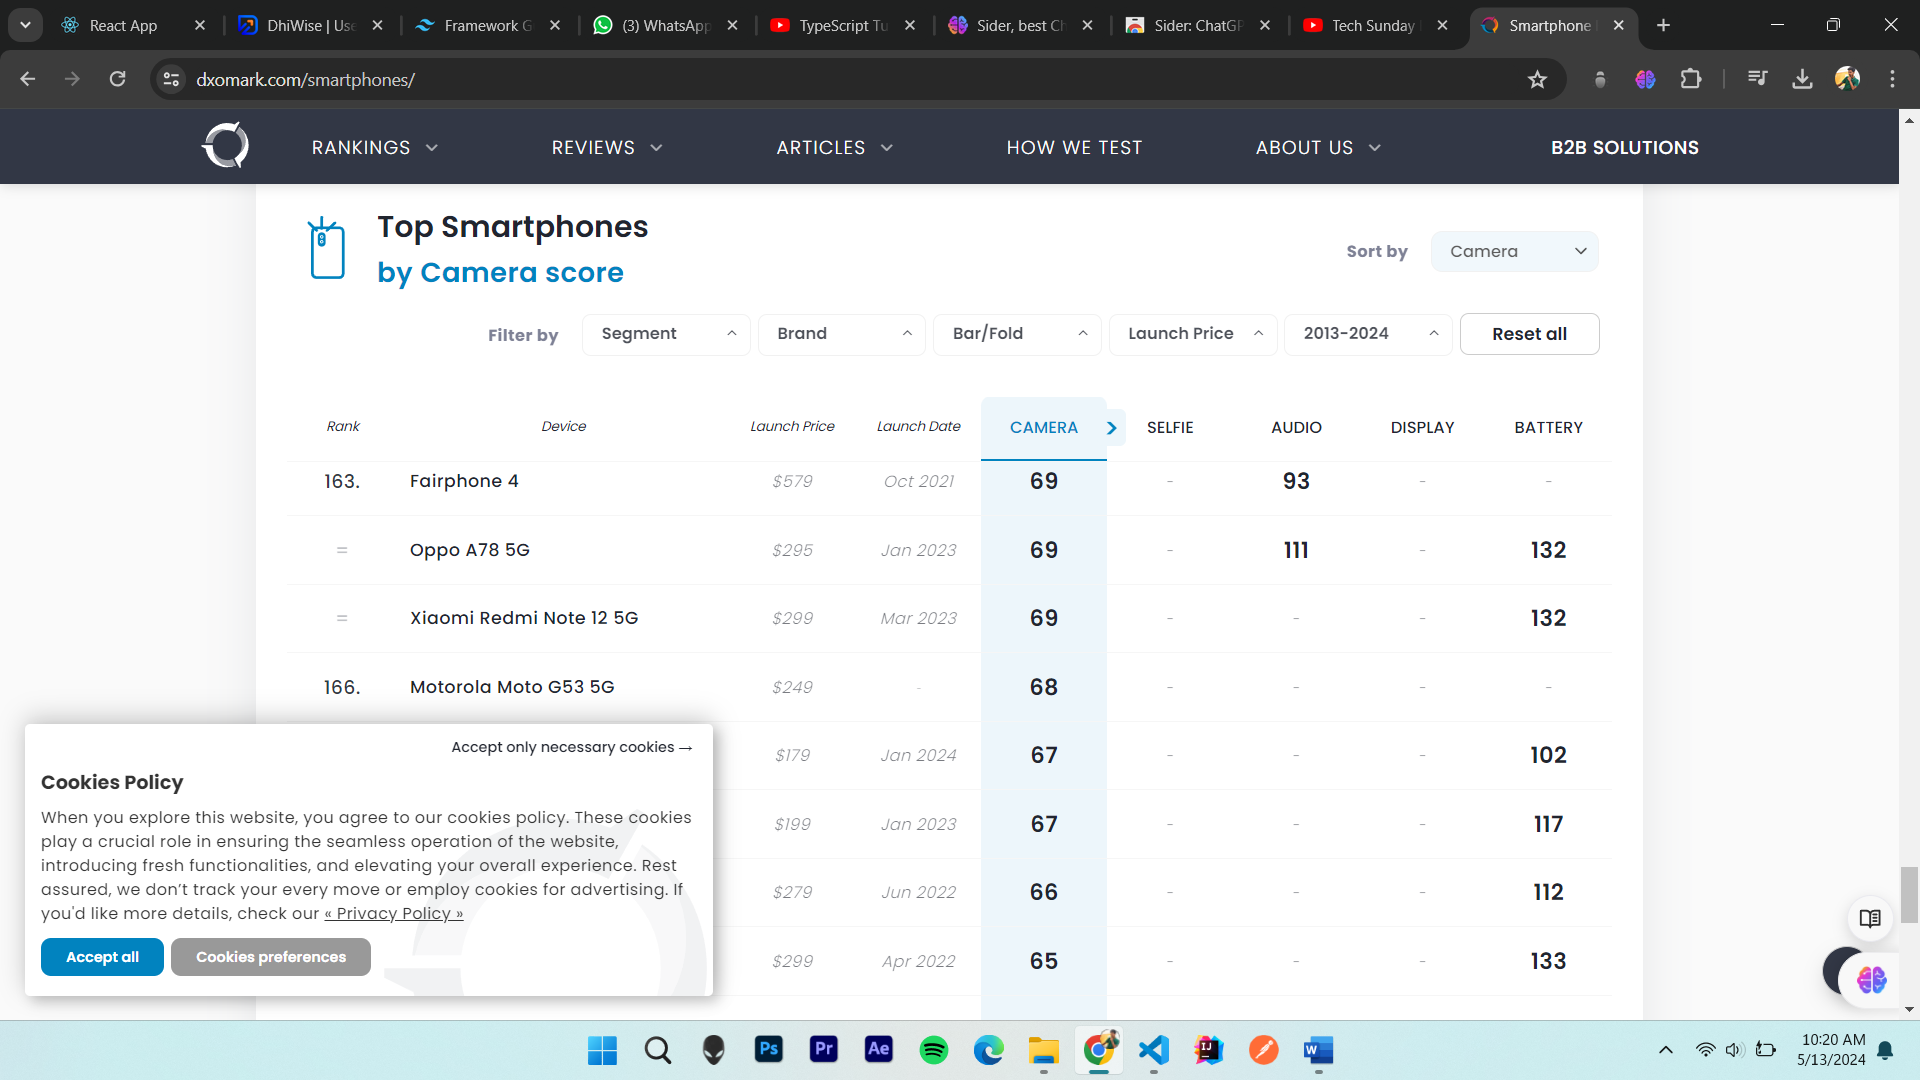 React App
DhiWise | Use
Framework G
(3) WhatsApp
TypeScript Tu
Sider, best Ch
Sider: ChatGP
Tech Sunday
Smartphone
dxomark.com/smartphones/
RANKINGS
REVIEWS
ARTICLES
HOW WE TEST
ABOUT US
B2B SOLUTIONS
Top Smartphones
by Camera score
Sort by
Camera
Filter by
Segment
Brand
Bar/Fold
Launch Price
2013-2024
Reset all
Rank Device Launch Price Launch Date CAMERA SELFIE AUDIO DISPLAY BATTERY
163. Fairphone 4 $579 Oct 2021 69 - 93 - -
= Oppo A78 5G $295 Jan 2023 69 - 111 - 132
= Xiaomi Redmi Note 12 5G $299 Mar 2023 69 - - - 132
166. Motorola Moto G53 5G $249 - 68 - - - -
$179 Jan 2024 67 - - - 102
$199 Jan 2023 67 - - - 117
$279 Jun 2022 66 - - - 112
$299 Apr 2022 65 - - - 133
Accept only necessary cookies →
Cookies Policy
When you explore this website, you agree to our cookies policy. These cookies
play a crucial role in ensuring the seamless operation of the website,
introducing fresh functionalities, and elevating your overall experience. Rest
assured, we don’t track your every move or employ cookies for advertising. If
you'd like more details, check our « Privacy Policy »
Accept all
Cookies preferences
Ps
Pr
Ae
IJ
W
10:20 AM
5/13/2024